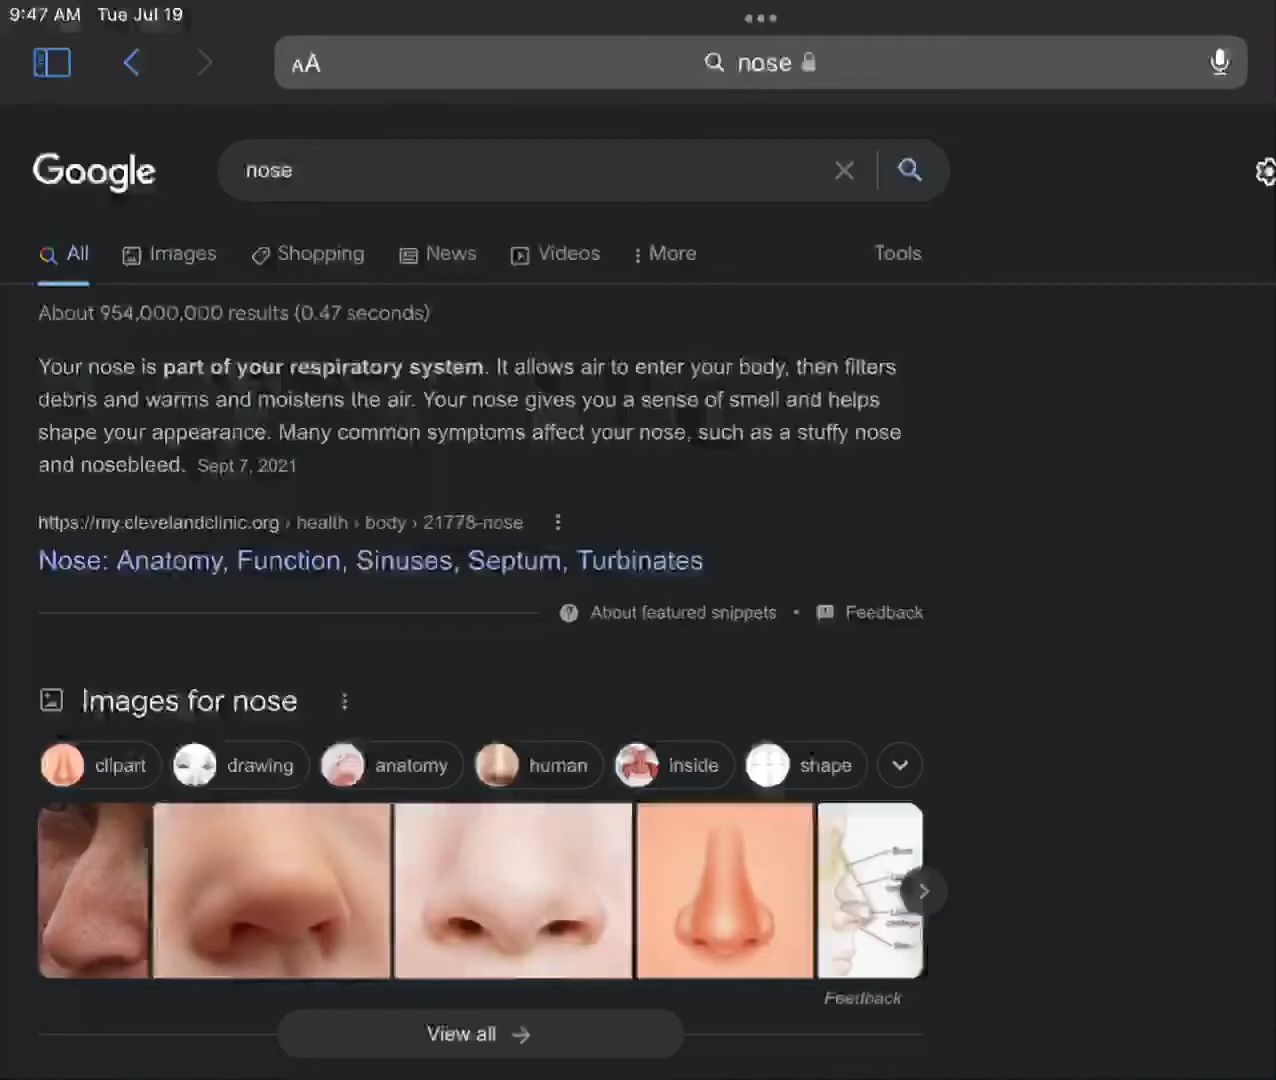 9:47 AM Tue Jul 19
AA nose
Google nose
All Images Shopping News Videos More Tools
About 954,000,000 results (0.47 seconds)
Your nose is part of your respiratory system. It allows air to enter your body, then filters
debris and warms and moistens the air. Your nose gives you a sense of smell and helps
shape your appearance. Many common symptoms affect your nose, such as a stuffy nose
and nosebleed. Sept 7, 2021
https://my.clevelandclinic.org › health › body › 21778-nose
Nose: Anatomy, Function, Sinuses, Septum, Turbinates
About featured snippets • Feedback
Images for nose
clipart drawing anatomy human inside shape
Feedback
View all